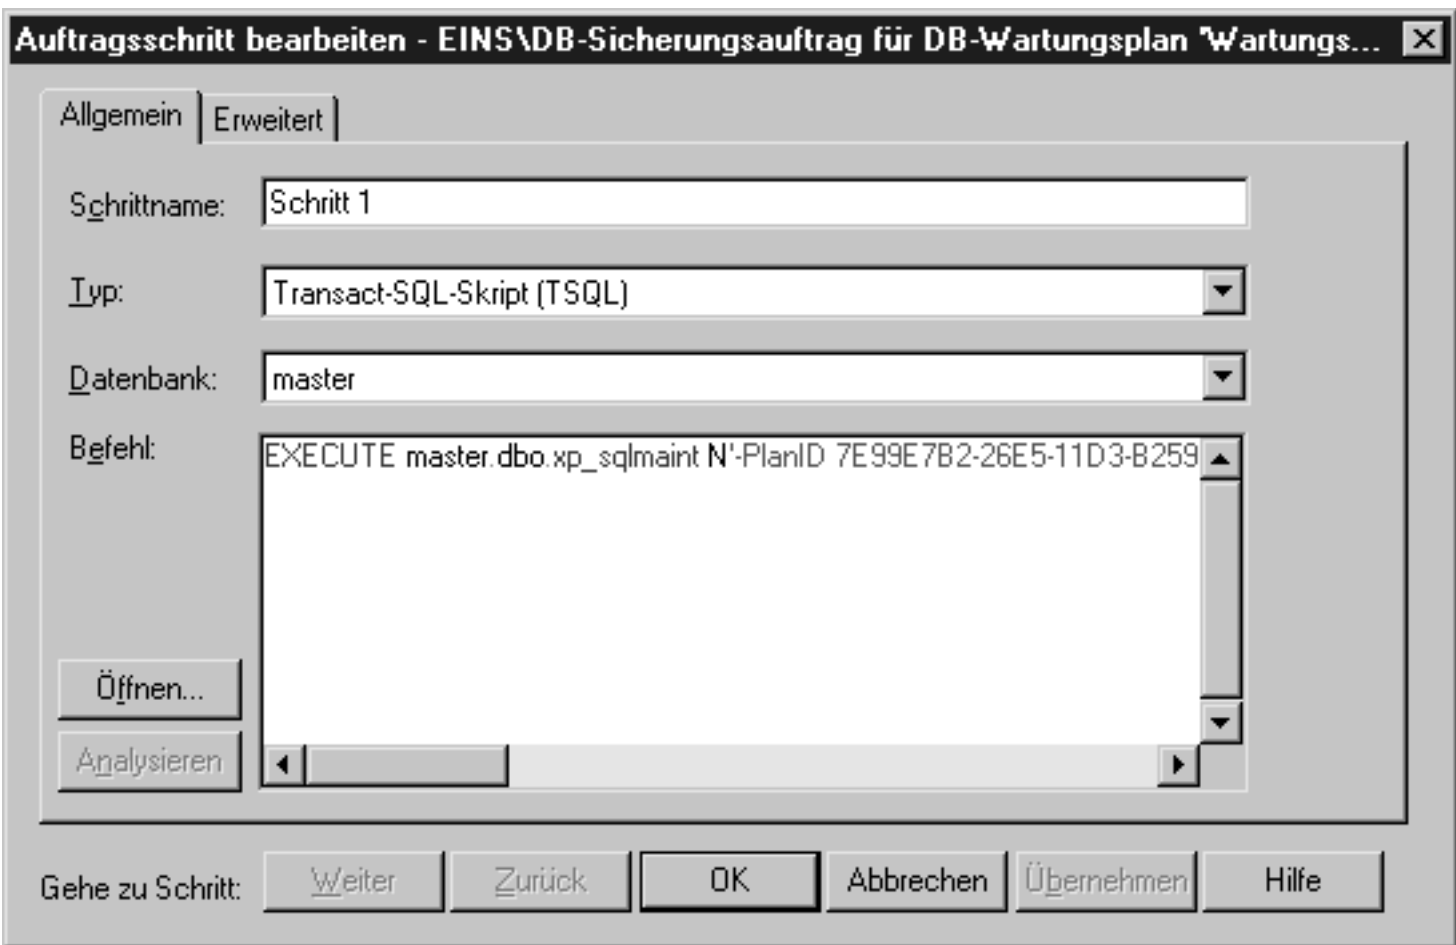 Auftragsschritt bearbeiten - EINS\DB-Sicherungsauftrag für DB-Wartungsplan 'Wartungs...
Allgemein Erweitert
Schrittname: Schritt 1
Typ: Transact-SQL-Skript (TSQL)
Datenbank: master
Befehl: EXECUTE master.dbo.xp_sqlmaint N'-PlanID 7E99E7B2-26E5-11D3-B259
Öffnen...
Analysieren
Gehe zu Schritt: Weiter Zurück OK Abbrechen Übernehmen Hilfe